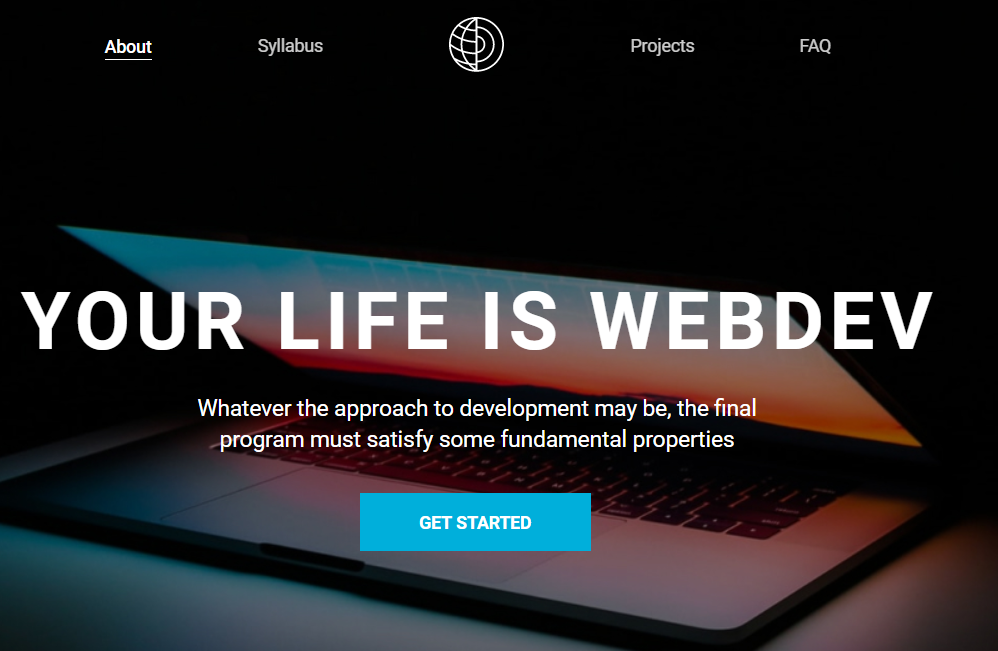 About
Syllabus
Projects
FAQ
YOUR LIFE IS WEBDEV
Whatever the approach to development may be, the final
program must satisfy some fundamental properties
GET STARTED